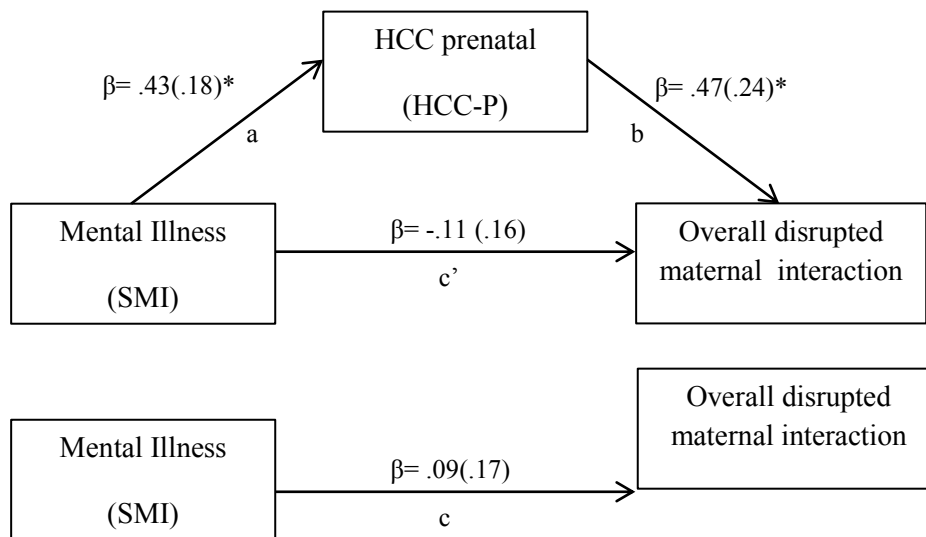 HCC prenatal
(HCC-P)
β= .43(.18)*
a
β= .47(.24)*
b
Mental Illness
(SMI)
β= -.11 (.16)
c’
Overall disrupted
maternal interaction
Mental Illness
(SMI)
β= .09(.17)
c
Overall disrupted
maternal interaction